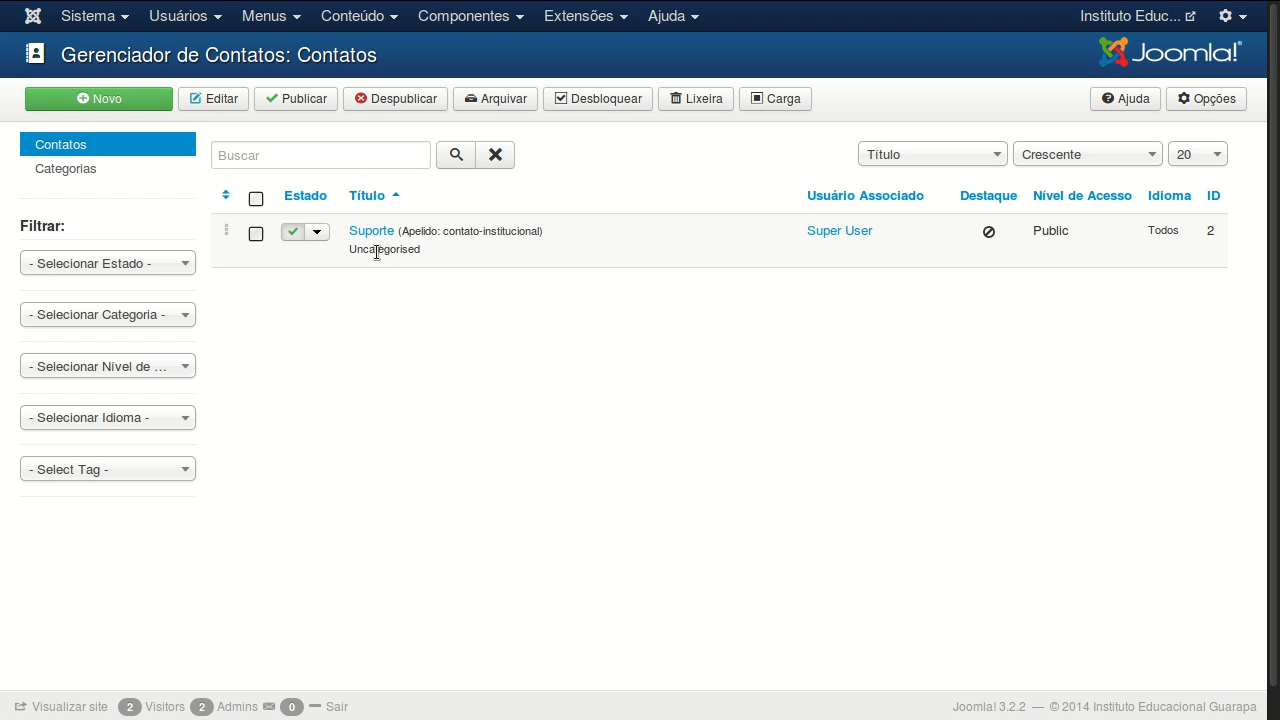 Sistema Usuários Menus Conteúdo Componentes Extensões Ajuda Instituto Educ...
Gerenciador de Contatos: Contatos Joomla!®
Novo Editar Publicar Despublicar Arquivar Desbloquear Lixeira Carga Ajuda Opções
Contatos
Categorias
Filtrar:
- Selecionar Estado -
- Selecionar Categoria -
- Selecionar Nível de ...
- Selecionar Idioma -
- Select Tag -
Buscar Título Crescente 20
Estado Título Usuário Associado Destaque Nível de Acesso Idioma ID
Suporte (Apelido: contato-institucional) Super User Public Todos 2
Uncategorised
Visualizar site 2 Visitors 2 Admins 0 Sair Joomla! 3.2.2 — © 2014 Instituto Educacional Guarapa